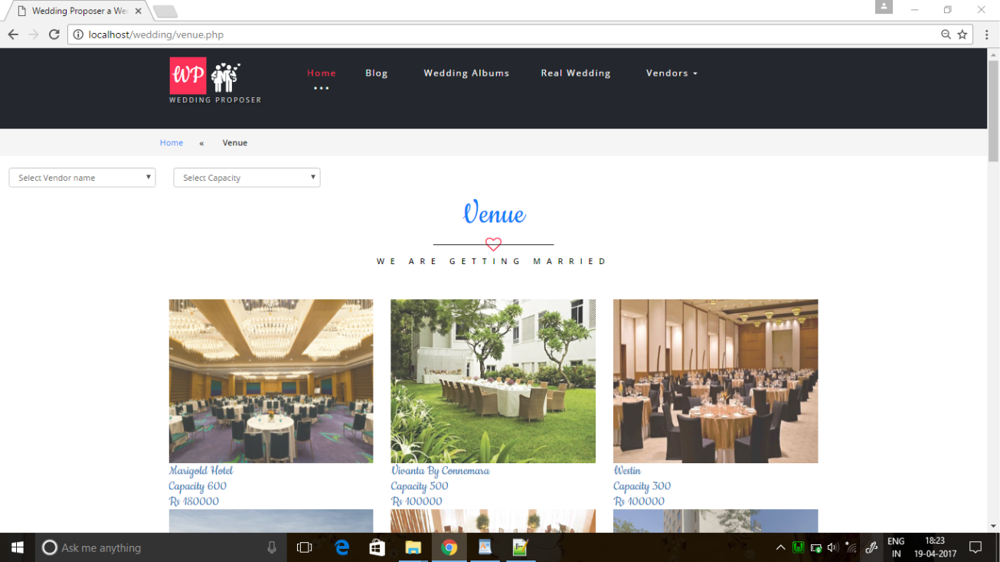 Wedding Proposer a We
localhost/wedding/venue.php
WP
Home
Blog
Wedding Albums
Real Wedding
Vendors
WEDDING PROPOSER
Home « Venue
Select Vendor name
Select Capacity
Venue
WE ARE GETTING MARRIED
Marigold Hotel
Capacity 600
Rs 180000
Vivanta By Connemara
Capacity 500
Rs 100000
Westin
Capacity 300
Rs 100000
Ask me anything
ENG
IN
18:23
19-04-2017